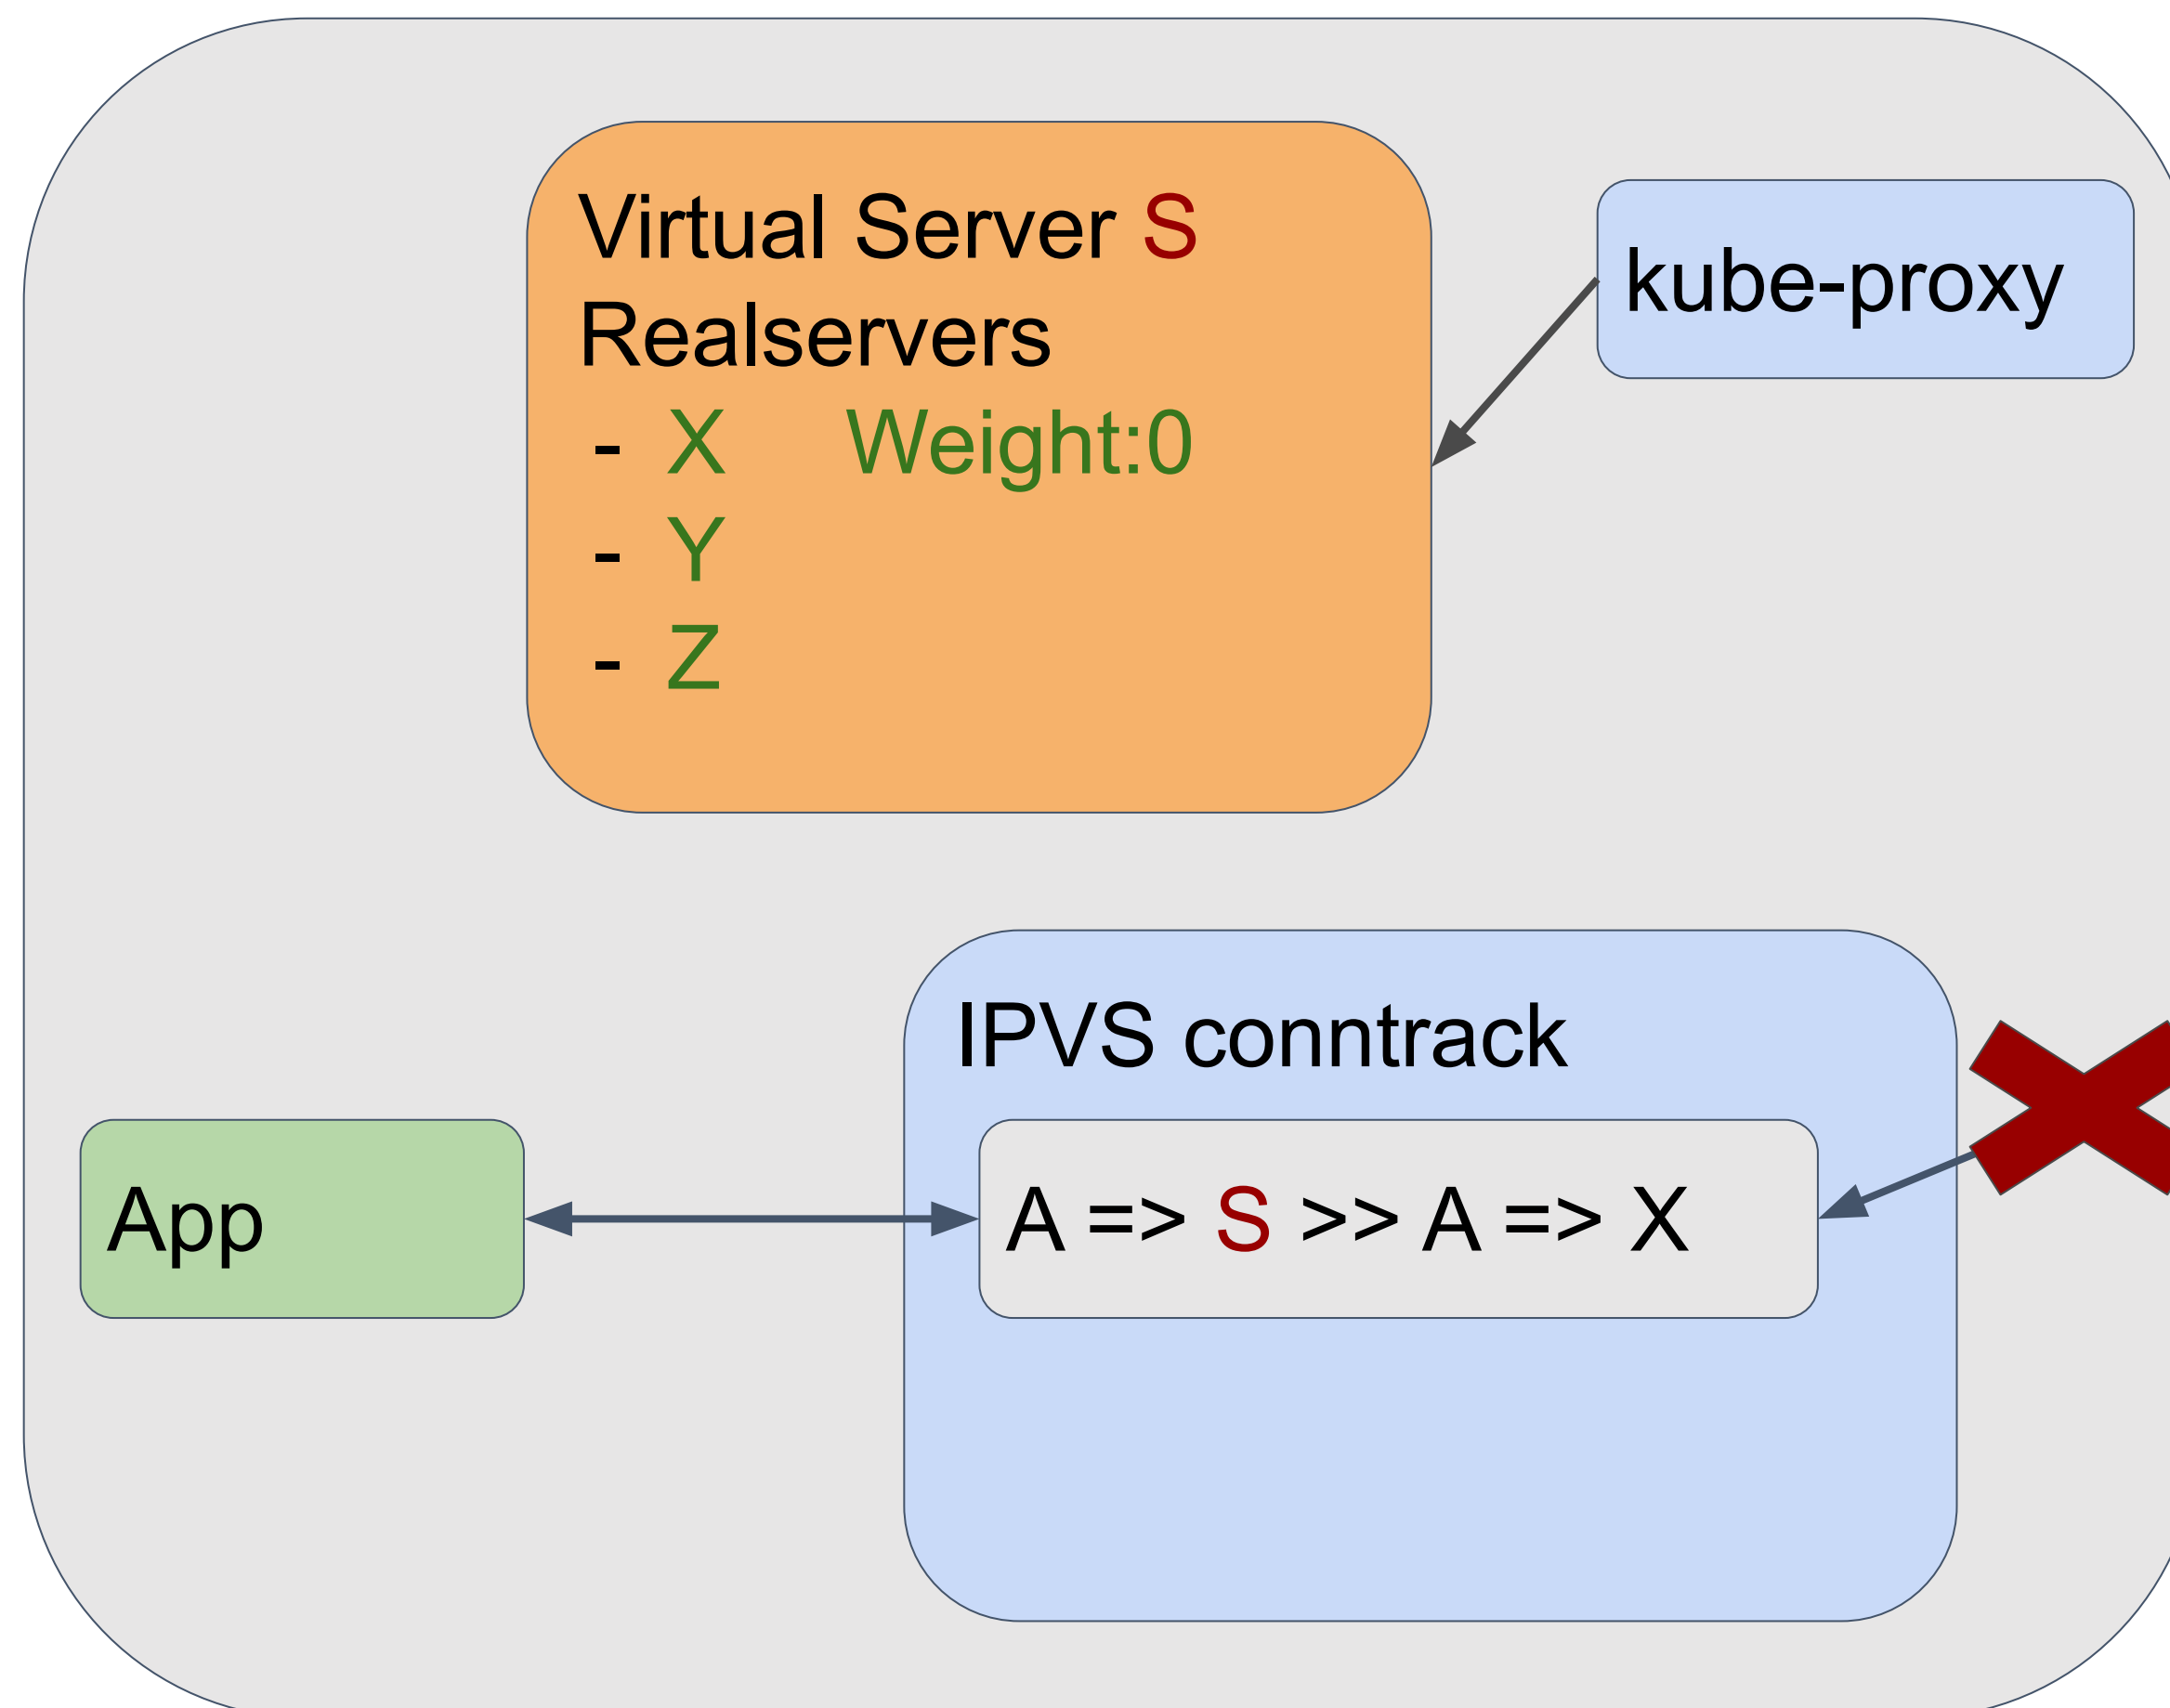 Virtual Server S
Realservers
- X Weight:0
- Y
- Z
kube-proxy
IPVS conntrack
App
A => S >> A => X